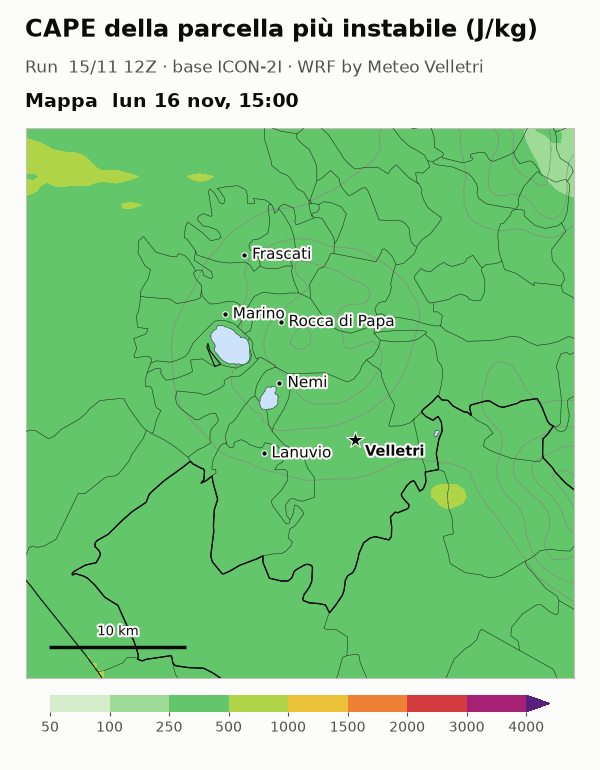 CAPE della parcella più instabile (J/kg)
Run  15/11 12Z · base ICON-2I · WRF by Meteo Velletri
Mappa  lun 16 nov, 15:00
Frascati
Marino
Rocca di Papa
Nemi
Velletri
Lanuvio
10 km
50 100 250 500 1000 1500 2000 3000 4000